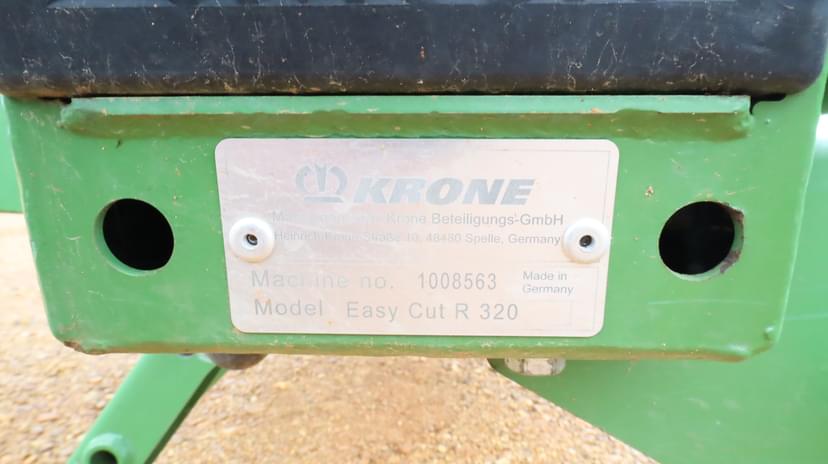 KRONE
Krone Beteiligungs-GmbH
Heinrich-Krone-Straße 10, 48480 Spelle, Germany
Machine no. 1008563
Made in
Germany
Model Easy Cut R 320